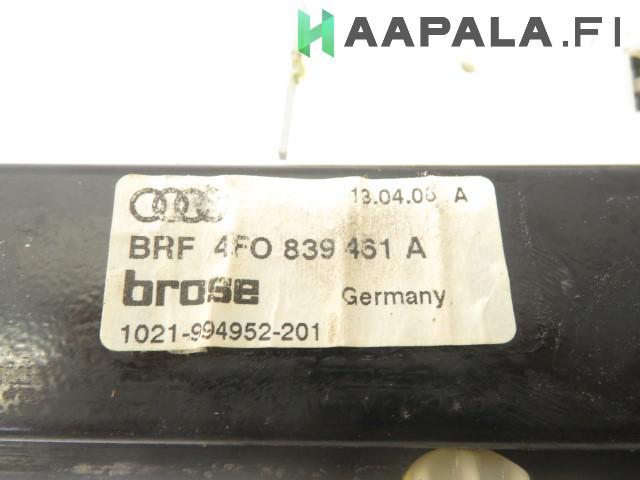 HAAPALA.FI
13.04.06 A
BRF 4F0 839 461 A
brose
Germany
1021-994952-201